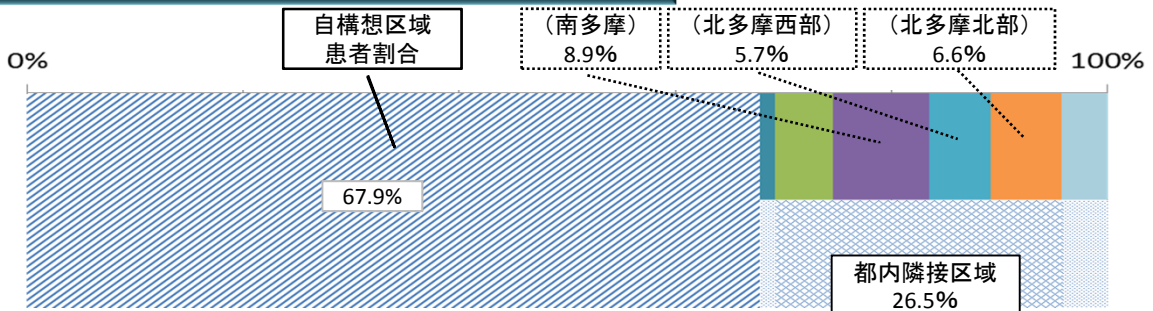 自構想区域
患者割合
（南多摩）
8.9%
（北多摩西部）
5.7%
（北多摩北部）
6.6%
0%
100%
67.9%
都内隣接区域
26.5%